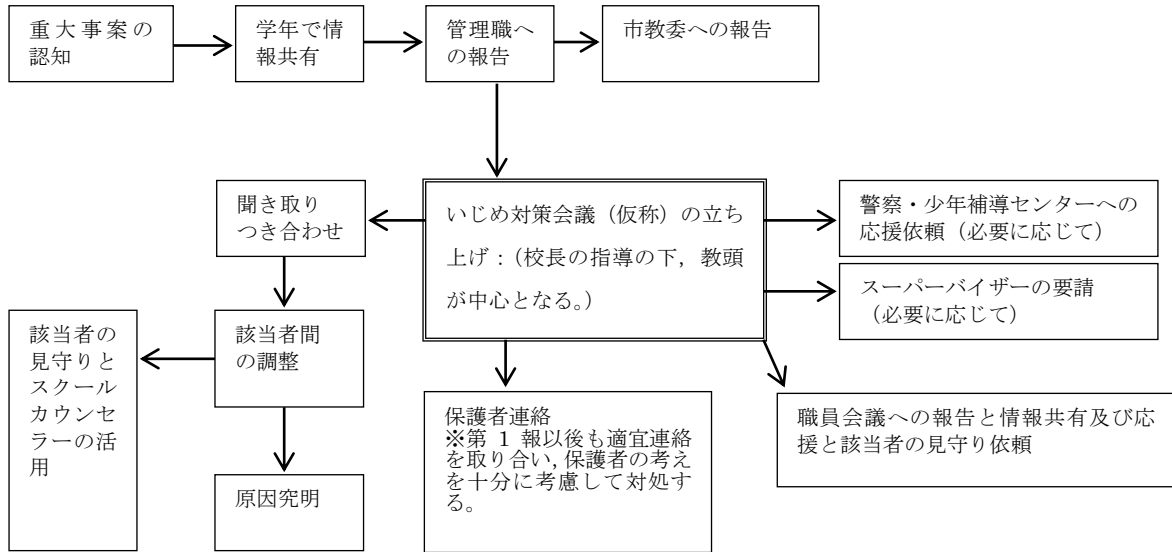 重大事案の
認知
学年で情
報共有
管理職へ
の報告
市教委への報告
聞き取り
つき合わせ
いじめ対策会議（仮称）の立ち
上げ：（校長の指導の下，教頭
が中心となる。）
警察・少年補導センターへの
応援依頼（必要に応じて）
スーパーバイザーの要請
（必要に応じて）
該当者の
見守りと
スクール
カウンセ
ラーの活
用
該当者間
の調整
原因究明
保護者連絡
※第 1 報以後も適宜連絡
を取り合い，保護者の考え
を十分に考慮して対処す
る。
職員会議への報告と情報共有及び応
援と該当者の見守り依頼